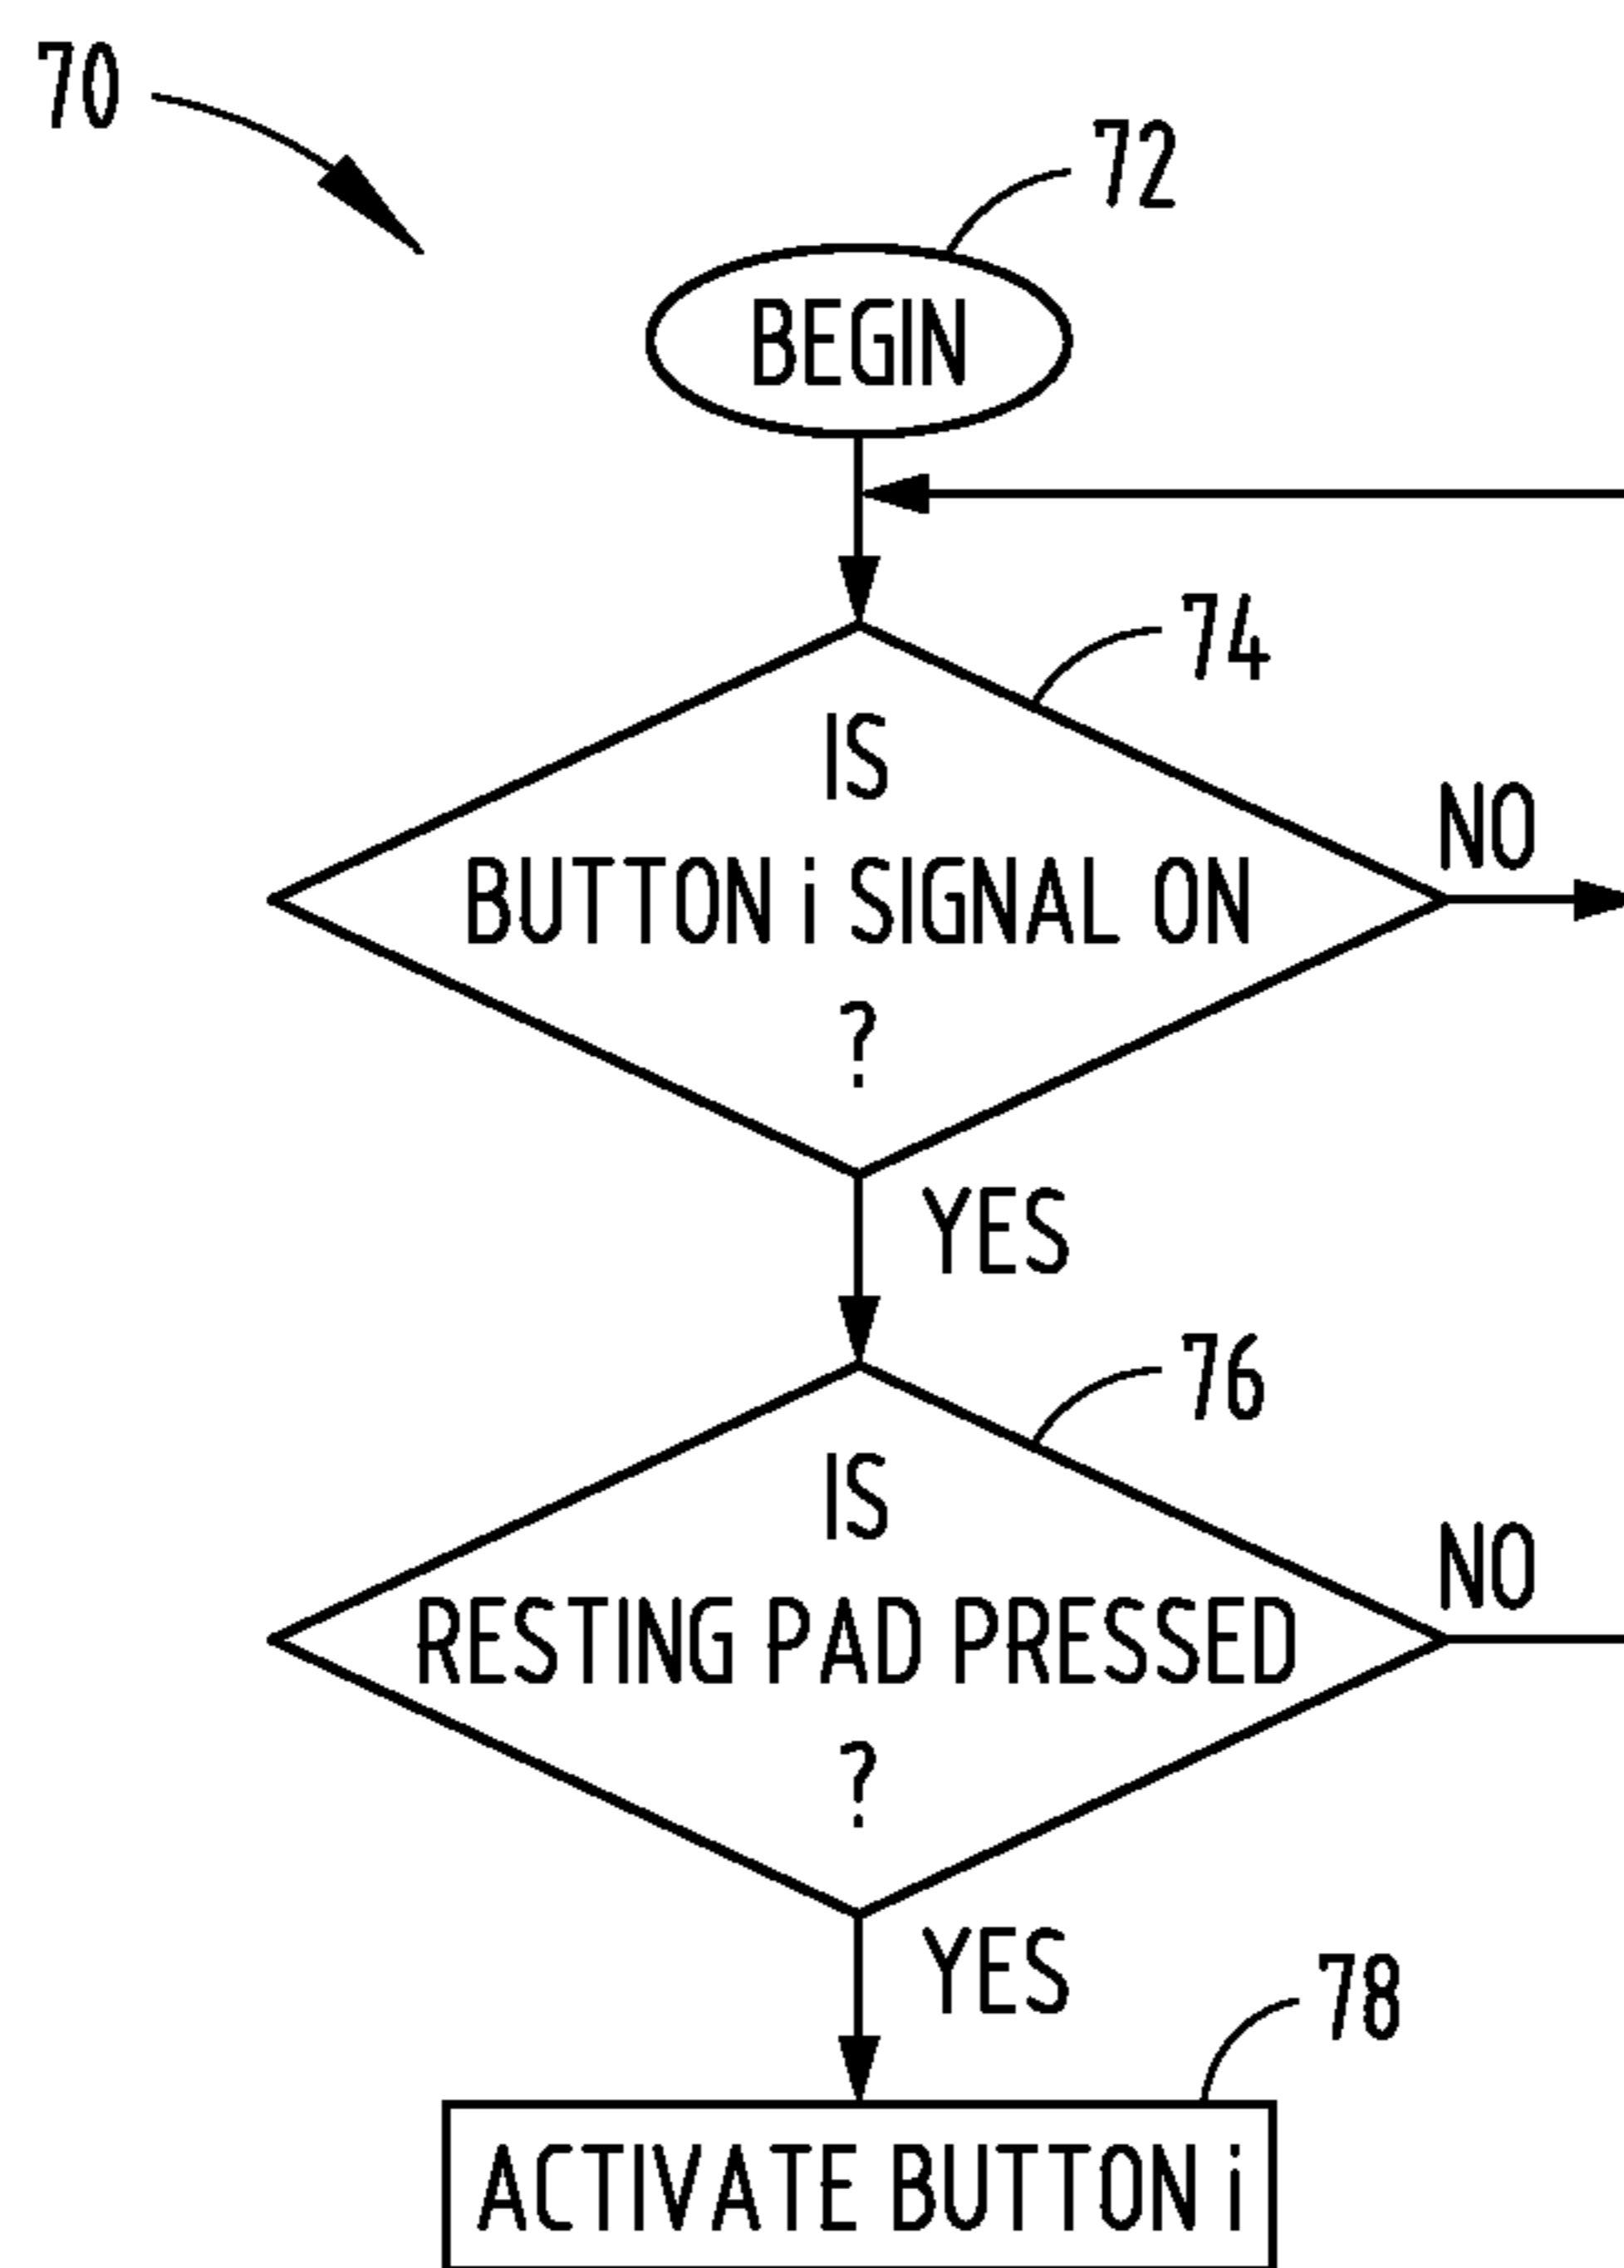 70
72
BEGIN
74
IS
NO
BUTTON i SIGNAL ON
?
YES
76
IS
NO
RESTING PAD PRESSED
?
YES
78
ACTIVATE BUTTON i